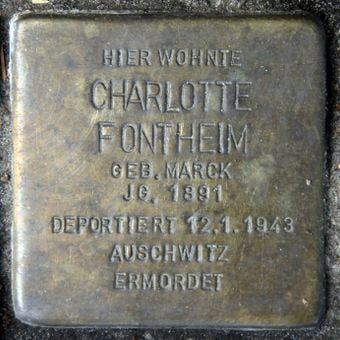 HIER WOHNTE
CHARLOTTE
FONTHEIM
GEB. MARCK
JG. 1891
DEPORTIERT 12.1.1943
AUSCHWITZ
ERMORDET